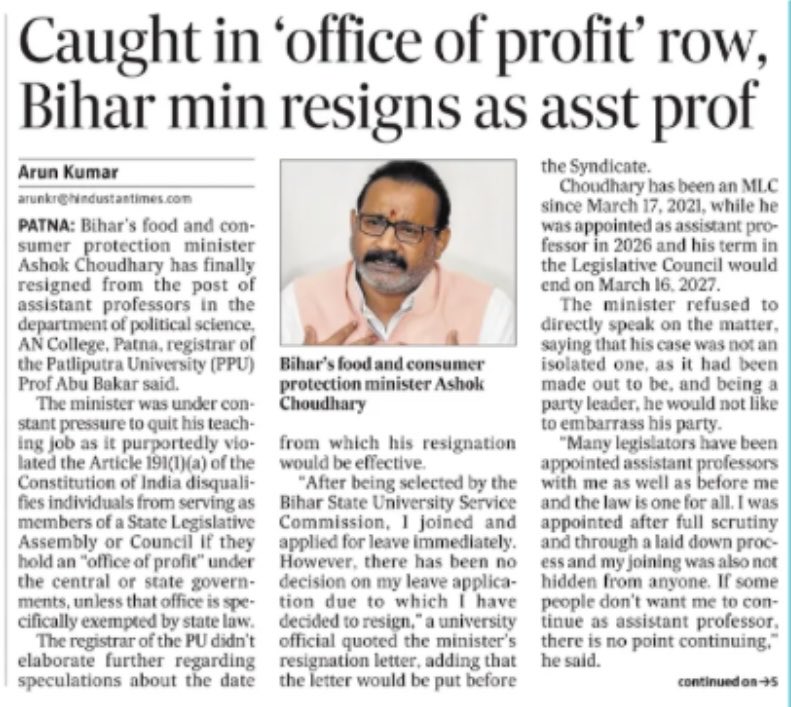 Caught in ‘office of profit’ row,
Bihar min resigns as asst prof
Arun Kumar
arunkr@hindustantimes.com
PATNA: Bihar’s food and con-
sumer protection minister
Ashok Choudhary has finally
resigned from the post of
assistant professors in the
department of political science,
AN College, Patna, registrar of
the Patliputra University (PPU)
Prof Abu Bakar said.
The minister was under con-
stant pressure to quit his teach-
ing job as it purportedly vio-
lated the Article 191(1)(a) of the
Constitution of India disquali-
fies individuals from serving as
members of a State Legislative
Assembly or Council if they
hold an “office of profit” under
the central or state govern-
ments, unless that office is spe-
cifically exempted by state law.
The registrar of the PU didn’t
elaborate further regarding
speculations about the date
Bihar’s food and consumer
protection minister Ashok
Choudhary
from which his resignation
would be effective.
“After being selected by the
Bihar State University Service
Commission, I joined and
applied for leave immediately.
However, there has been no
decision on my leave applica-
tion due to which I have
decided to resign,” a university
official quoted the minister’s
resignation letter, adding that
the letter would be put before
the Syndicate.
Choudhary has been an MLC
since March 17, 2021, while he
was appointed as assistant pro-
fessor in 2026 and his term in
the Legislative Council would
end on March 16, 2027.
The minister refused to
directly speak on the matter,
saying that his case was not an
isolated one, as it had been
made out to be, and being a
party leader, he would not like
to embarrass his party.
“Many legislators have been
appointed assistant professors
with me as well as before me
and the law is one for all. I was
appointed after full scrutiny
and through a laid down proc-
ess and my joining was also not
hidden from anyone. If some
people don’t want me to con-
tinue as assistant professor,
there is no point continuing,”
he said.
continued on →5